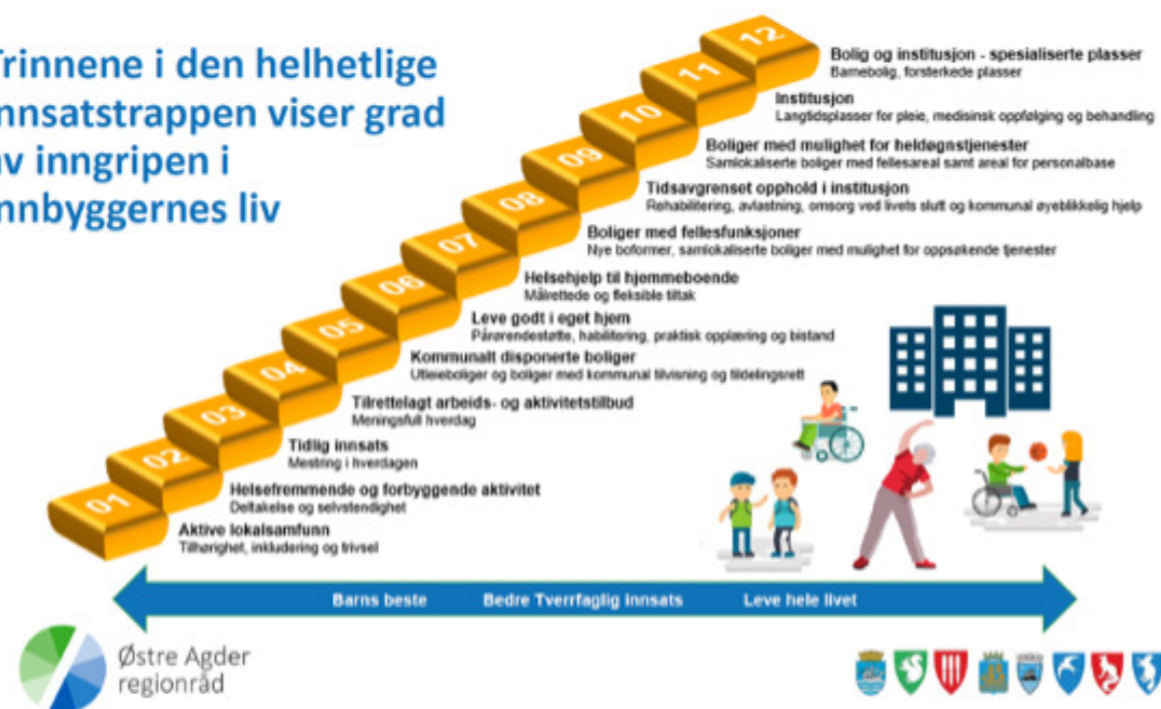 rinnene i den helhetlige
nnsatstrappen viser grad
v inngripen i
nnbyggernes liv
12
Bolig og institusjon - spesialiserte plasser
Barnebolig, forsterkede plasser
11
Institusjon
Langtidsplasser for pleie, medisinsk oppfølging og behandling
10
Boliger med mulighet for heldøgnstjenester
Samlokaliserte boliger med fellesareal samt areal for personalbase
09
Tidsavgrenset opphold i institusjon
Rehabilitering, avlastning, omsorg ved livets slutt og kommunal øyeblikkelig hjelp
08
Boliger med fellesfunksjoner
Nye boformer, samlokaliserte boliger med mulighet for oppsøkende tjenester
07
Helsehjelp til hjemmeboende
Målrettede og fleksible tiltak
06
Leve godt i eget hjem
Pårørendestøtte, habilitering, praktisk opplæring og bistand
05
Kommunalt disponerte boliger
Utleieboliger og boliger med kommunal tilvisning og tildelingsrett
04
Tilrettelagt arbeids- og aktivitetstilbud
Meningsfull hverdag
03
Tidlig innsats
Mestring i hverdagen
02
Helsefremmende og forbyggende aktivitet
Deltakelse og selvstendighet
01
Aktive lokalsamfunn
Tilhørighet, inkludering og trivsel
Barns beste Bedre Tverrfaglig innsats Leve hele livet
Østre Agder
regionråd